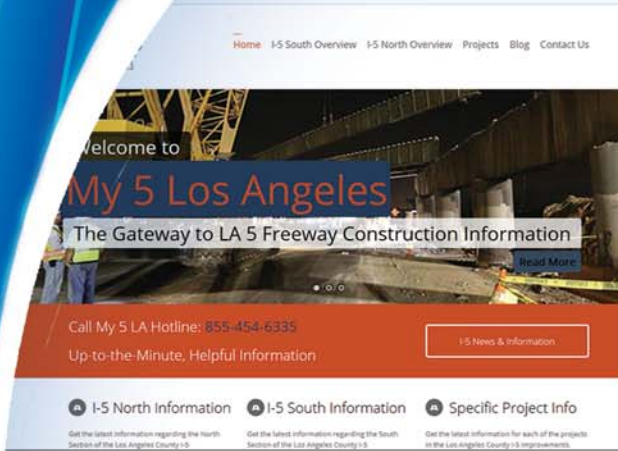 Home I-5 South Overview I-5 North Overview Projects Blog Contact Us
Welcome to
My 5 Los Angeles
The Gateway to LA 5 Freeway Construction Information
Read More
Call My 5 LA Hotline: 855-454-6335
Up-to-the-Minute, Helpful Information
I-5 News & Information
I-5 North Information I-5 South Information Specific Project Info
Get the latest information regarding the North Get the latest information regarding the South Get the latest information for each of the projects
Section of the Los Angeles County I-5 Section of the Los Angeles County I-5 in the Los Angeles County I-5 improvements.